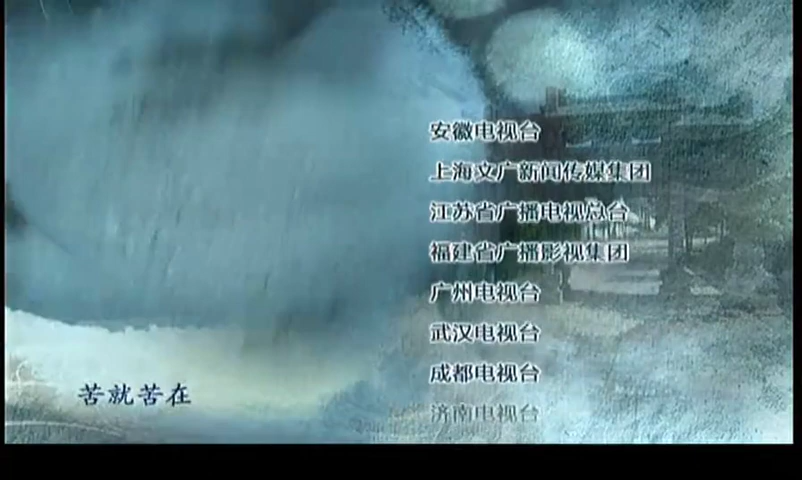 安徽电视台
上海文广新闻传媒集团
江苏省广播电视总台
福建省广播影视集团
广州电视台
武汉电视台
成都电视台
济南电视台
苦就苦在